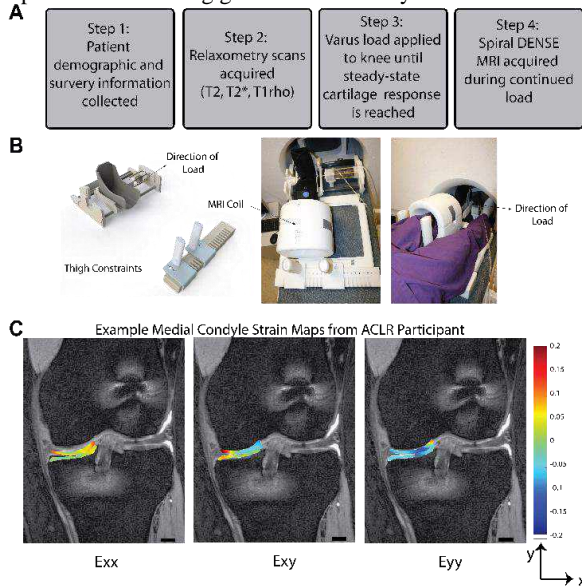 A
Step 1:
Patient
demographic and
survery information
collected
Step 2:
Relaxometry scans
acquired
(T2, T2*, T1rho)
Step 3:
Varus load applied
to knee until
steady-state
cartilage response
is reached
Step 4:
Spiral DENSE
MRI acquired
during continued
load
B
Direction of
Load
Thigh Constraints
MRI Coil
Direction of
Load
C
Example Medial Condyle Strain Maps from ACLR Participant
0.2
0.15
0.1
0.05
0
-0.05
-0.1
-0.15
-0.2
Exx
Exy
Eyy
y
x